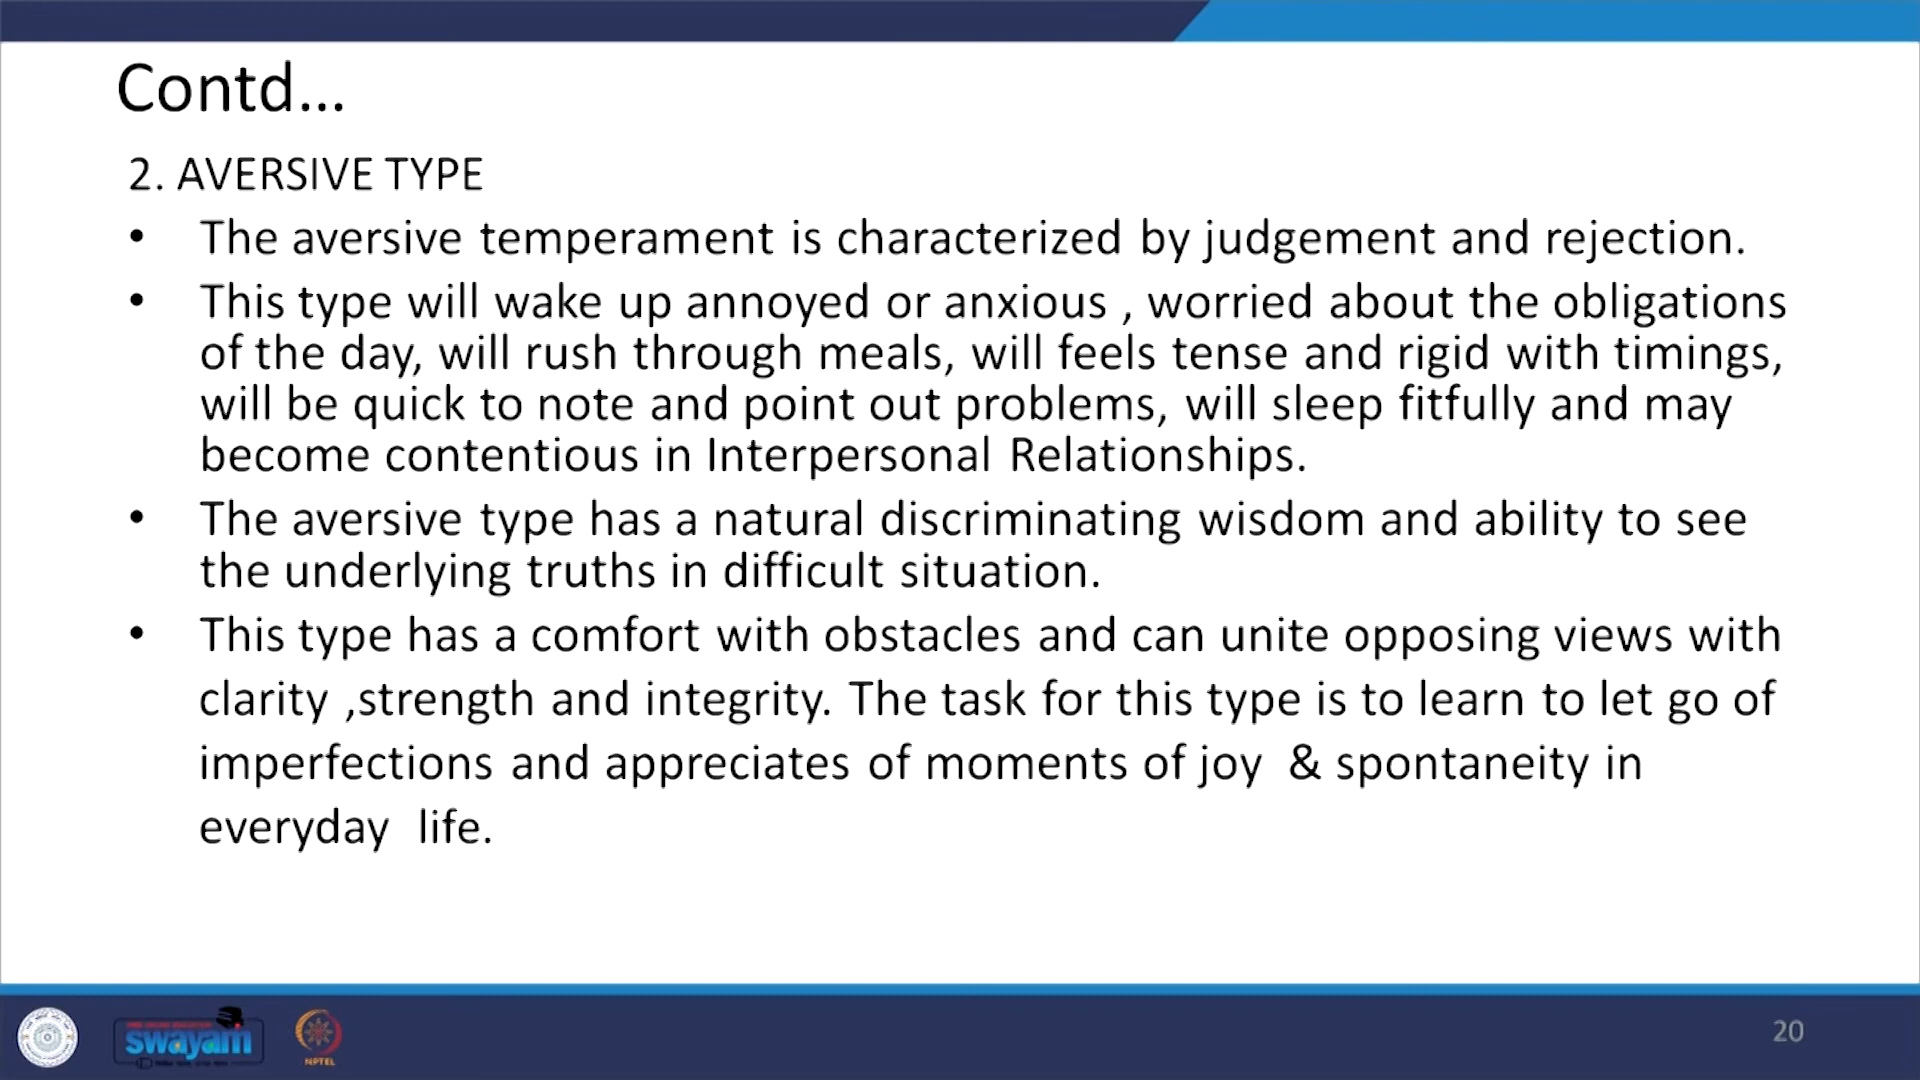 Contd...
2. AVERSIVE TYPE
• The aversive temperament is characterized by judgement and rejection.
• This type will wake up annoyed or anxious , worried about the obligations
of the day, will rush through meals, will feels tense and rigid with timings,
will be quick to note and point out problems, will sleep fitfully and may
become contentious in Interpersonal Relationships.
• The aversive type has a natural discriminating wisdom and ability to see
the underlying truths in difficult situation.
• This type has a comfort with obstacles and can unite opposing views with
clarity ,strength and integrity. The task for this type is to learn to let go of
imperfections and appreciates of moments of joy & spontaneity in
everyday life.
swayam
NPTEL
20